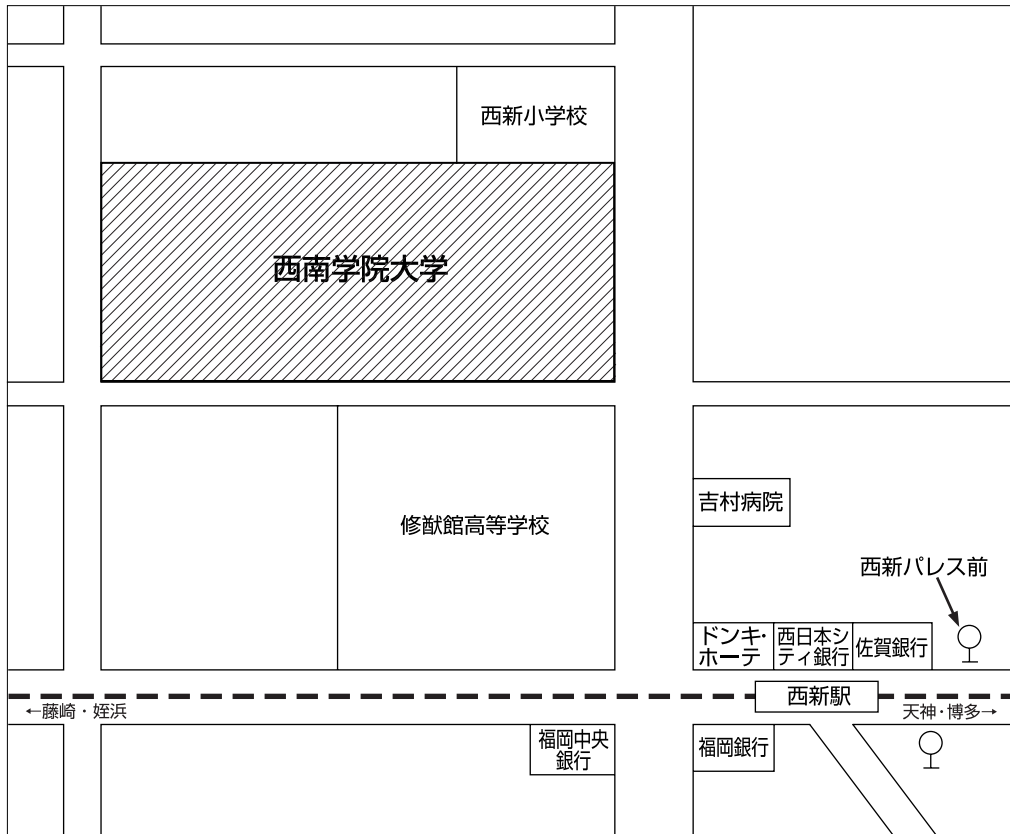 西新小学校
西南学院大学
吉村病院
修猷館高等学校
西新パレス前
ドンキ・
ホーテ
西日本シ
ティ銀行
佐賀銀行
西新駅
←藤崎・姪浜
天神・博多→
福岡中央
銀行
福岡銀行